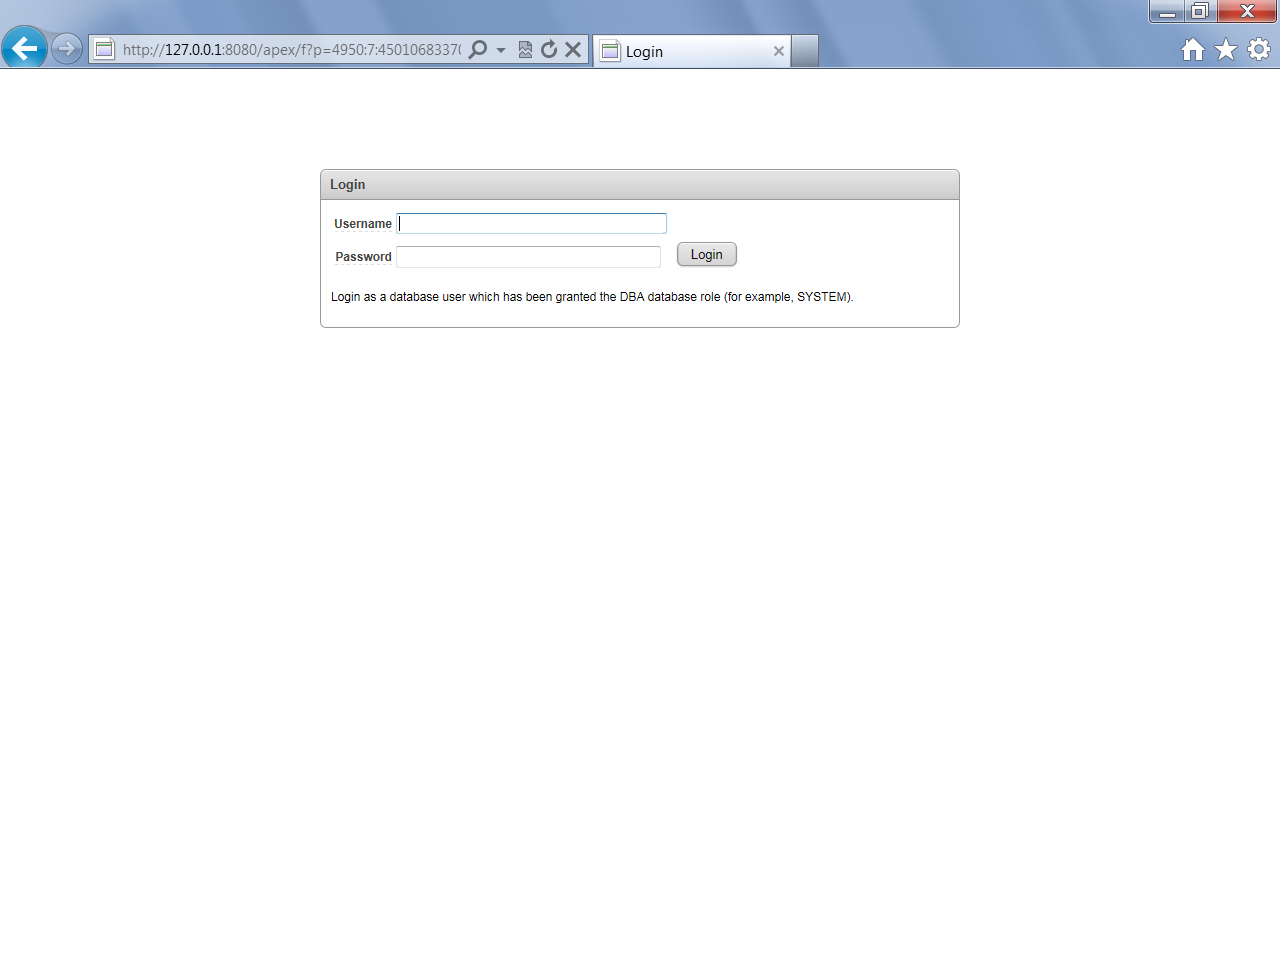 http://127.0.0.1:8080/apex/f?p=4950:7:45010683370
Login
Login
Username
Password
Login
Login as a database user which has been granted the DBA database role (for example, SYSTEM).